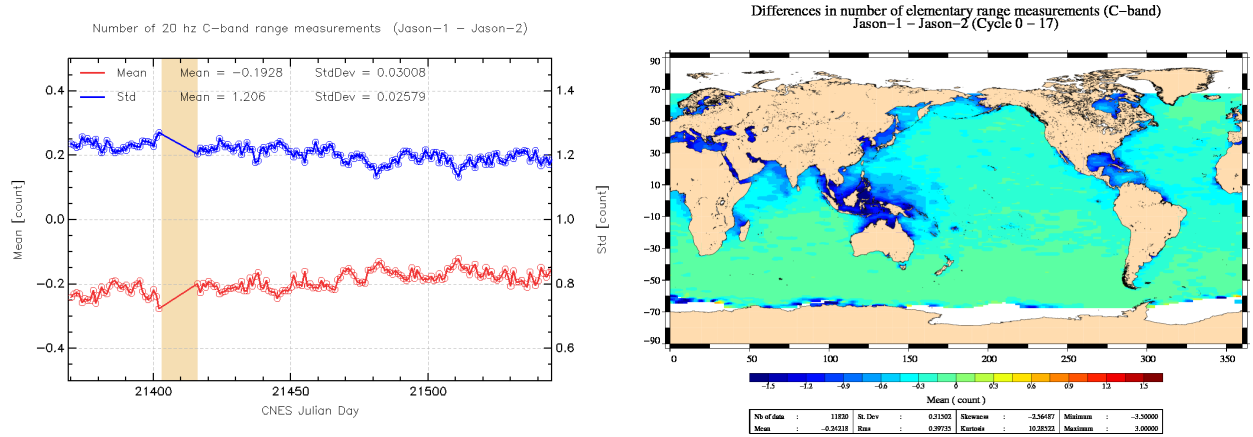 Number of 20 hz C-band range measurements (Jason-1 - Jason-2)
Mean Mean = -0.1928 StdDev = 0.03008
Std Mean = 1.206 StdDev = 0.02579
0.4
0.2
0.0
-0.2
-0.4
Mean [count]
1.4
1.2
1.0
0.8
0.6
Std [count]
21400 21450 21500
CNES Julian Day
Differences in number of elementary range measurements (C-band)
Jason-1 - Jason-2 (Cycle 0 - 17)
90
70
50
30
10
-10
-30
-50
-70
-90
0 50 100 150 200 250 300 350
-1.5 -1.2 -0.9 -0.6 -0.3 0 0.3 0.6 0.9 1.2 1.5
Mean ( count )
Nb of data : 11820 St. Dev : 0.31502 Skewness : -2.56487 Minimum : -3.50000
Mean : -0.24218 Rms : 0.39735 Kurtosis : 10.28522 Maximum : 3.00000